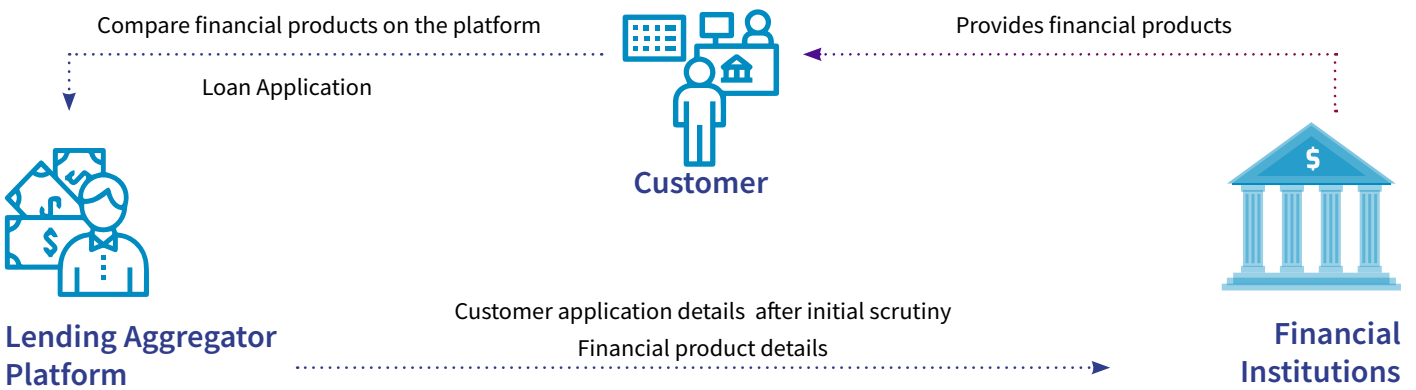 Compare financial products on the platform
Loan Application
Provides financial products
$
Customer
$
$
Customer application details after initial scrutiny
Financial product details
Lending Aggregator
Platform
Financial
Institutions